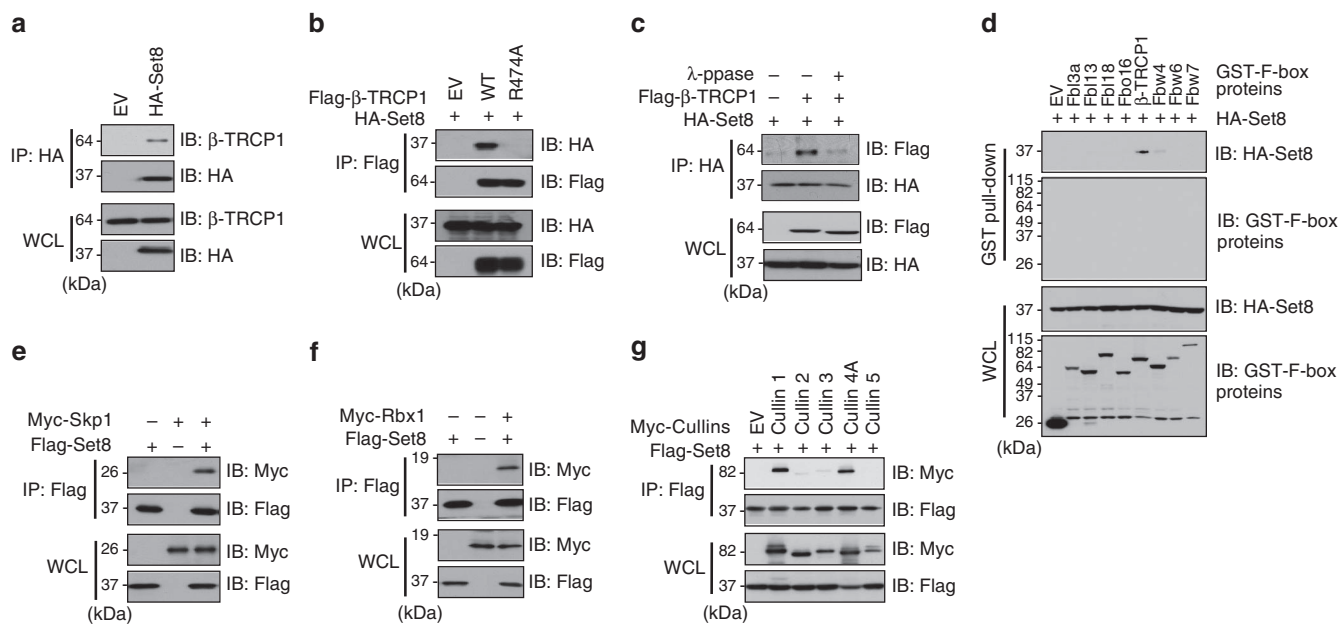 a
EV
HA-Set8
IP: HA
64
IB: β-TRCP1
37
IB: HA
WCL
64
IB: β-TRCP1
37
IB: HA
(kDa)
b
EV
WT
R474A
Flag-β-TRCP1
HA-Set8 + + +
IP: Flag
37
IB: HA
64
IB: Flag
WCL
37
IB: HA
64
IB: Flag
(kDa)
c
λ-ppase – – +
Flag-β-TRCP1 – + +
HA-Set8 + + +
IP: HA
64
IB: Flag
37
IB: HA
WCL
64
IB: Flag
37
IB: HA
(kDa)
d
EV
Fbl3a
Fbl13
Fbl18
Fbo16
β-TRCP1
Fbw4
Fbw6
Fbw7
GST-F-box
proteins
+ + + + + + + + + HA-Set8
GST pull-down
37
IB: HA-Set8
115
82
64
49
37
26
IB: GST-F-box
proteins
WCL
37
IB: HA-Set8
115
82
64
49
37
26
IB: GST-F-box
proteins
(kDa)
e
Myc-Skp1 – + +
Flag-Set8 + – +
IP: Flag
26
IB: Myc
37
IB: Flag
WCL
26
IB: Myc
37
IB: Flag
(kDa)
f
Myc-Rbx1 – – +
Flag-Set8 + – +
IP: Flag
19
IB: Myc
37
IB: Flag
WCL
19
IB: Myc
37
IB: Flag
(kDa)
g
Myc-Cullins
EV
Cullin 1
Cullin 2
Cullin 3
Cullin 4A
Cullin 5
Flag-Set8 + + + + + +
IP: Flag
82
IB: Myc
37
IB: Flag
WCL
82
IB: Myc
37
IB: Flag
(kDa)